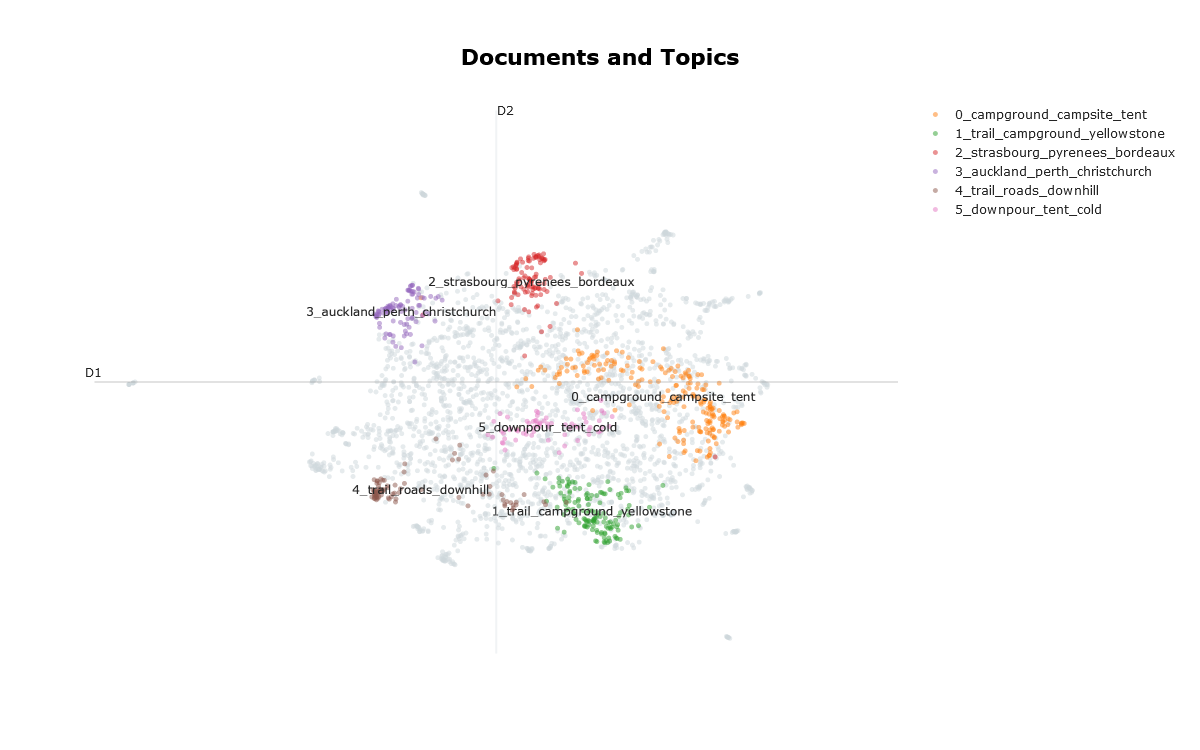 Documents and Topics
D2
0_campground_campsite_tent
1_trail_campground_yellowstone
2_strasbourg_pyrenees_bordeaux
3_auckland_perth_christchurch
4_trail_roads_downhill
5_downpour_tent_cold
2_strasbourg_pyrenees_bordeaux
3_auckland_perth_christchurch
D1
0_campground_campsite_tent
5_downpour_tent_cold
4_trail_roads_downhill
1_trail_campground_yellowstone